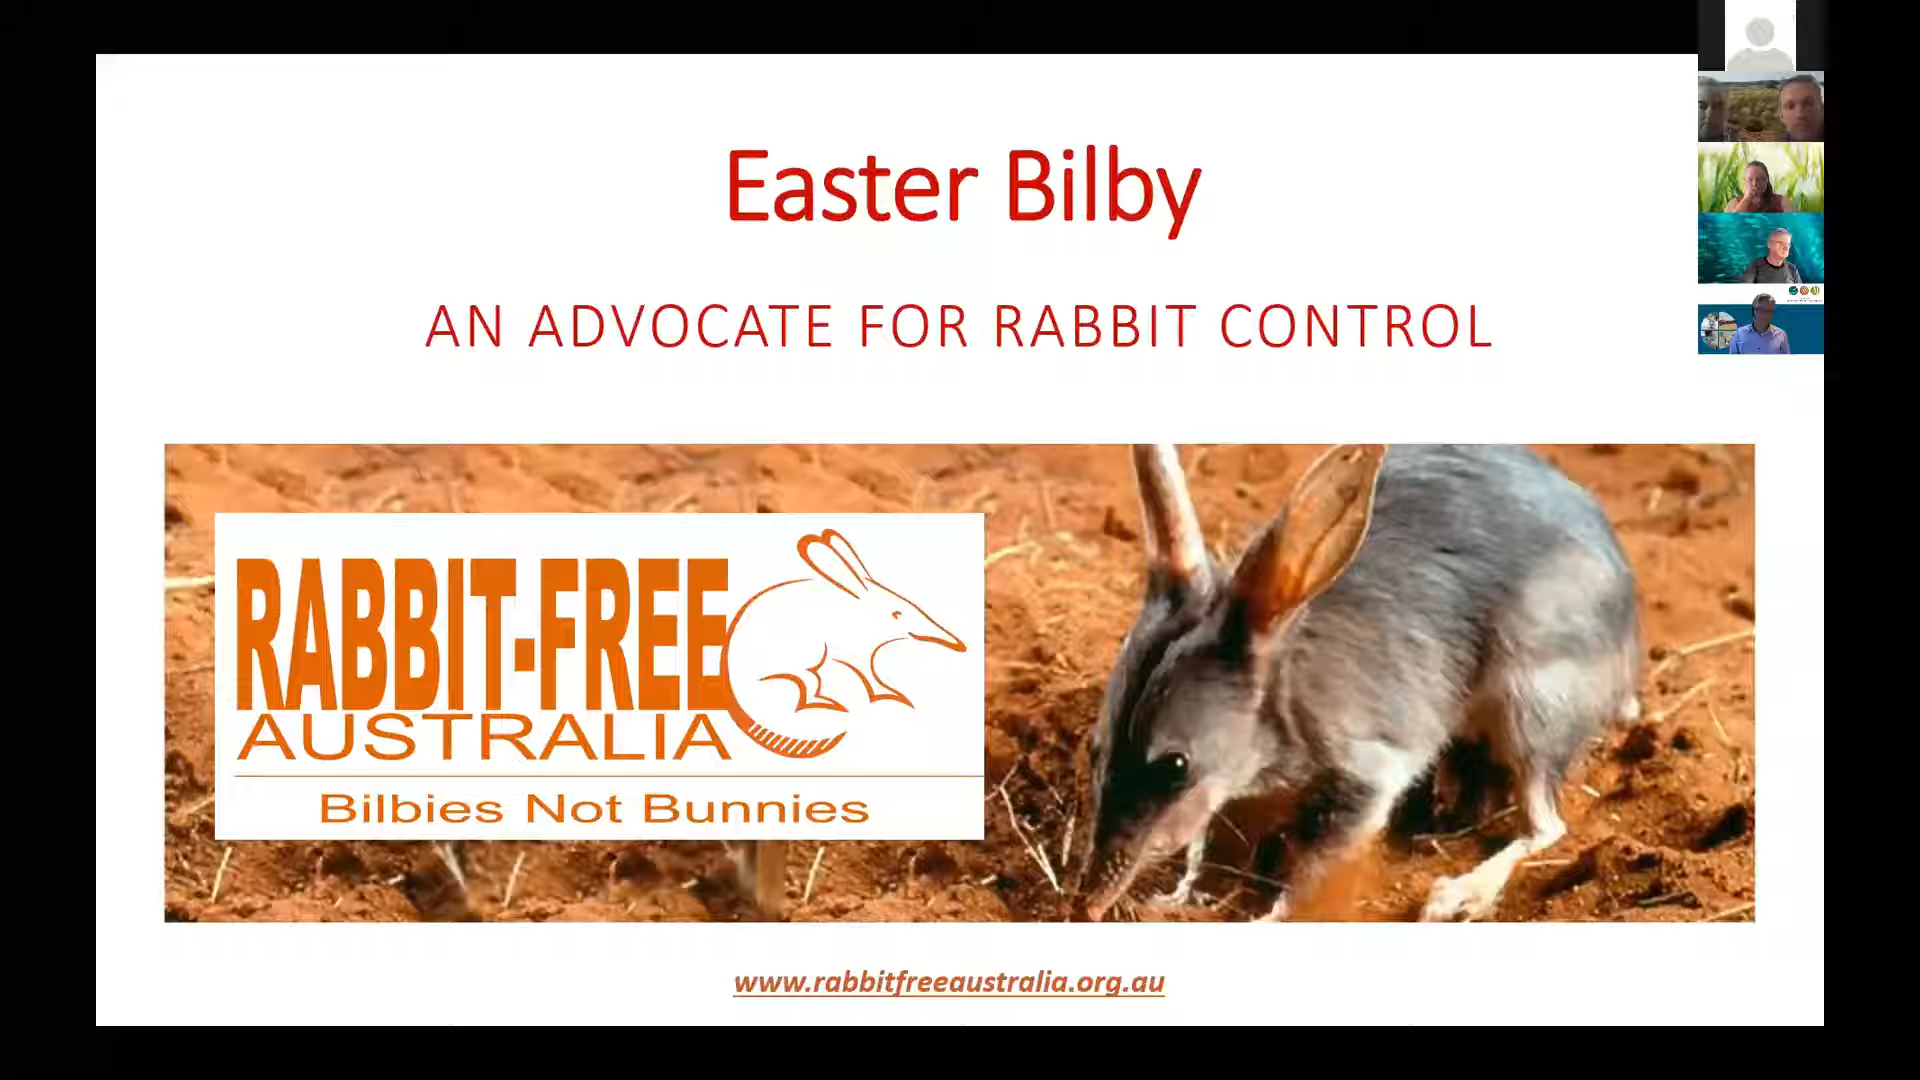 Easter Bilby
AN ADVOCATE FOR RABBIT CONTROL
RABBIT-FREE
AUSTRALIA
Bilbies Not Bunnies
www.rabbitfreeaustralia.org.au